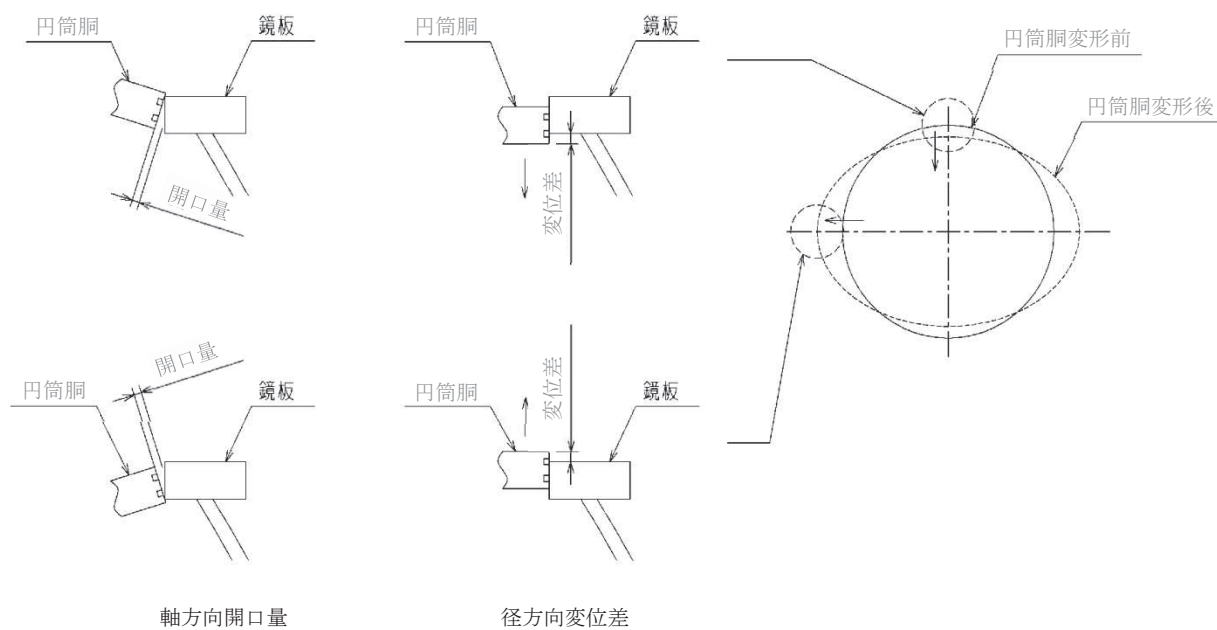 円筒胴
鏡板
円筒胴
鏡板
円筒胴変形前
円筒胴変形後
開口量
変位差
開口量
変位差
円筒胴
鏡板
円筒胴
鏡板
軸方向開口量
径方向変位差